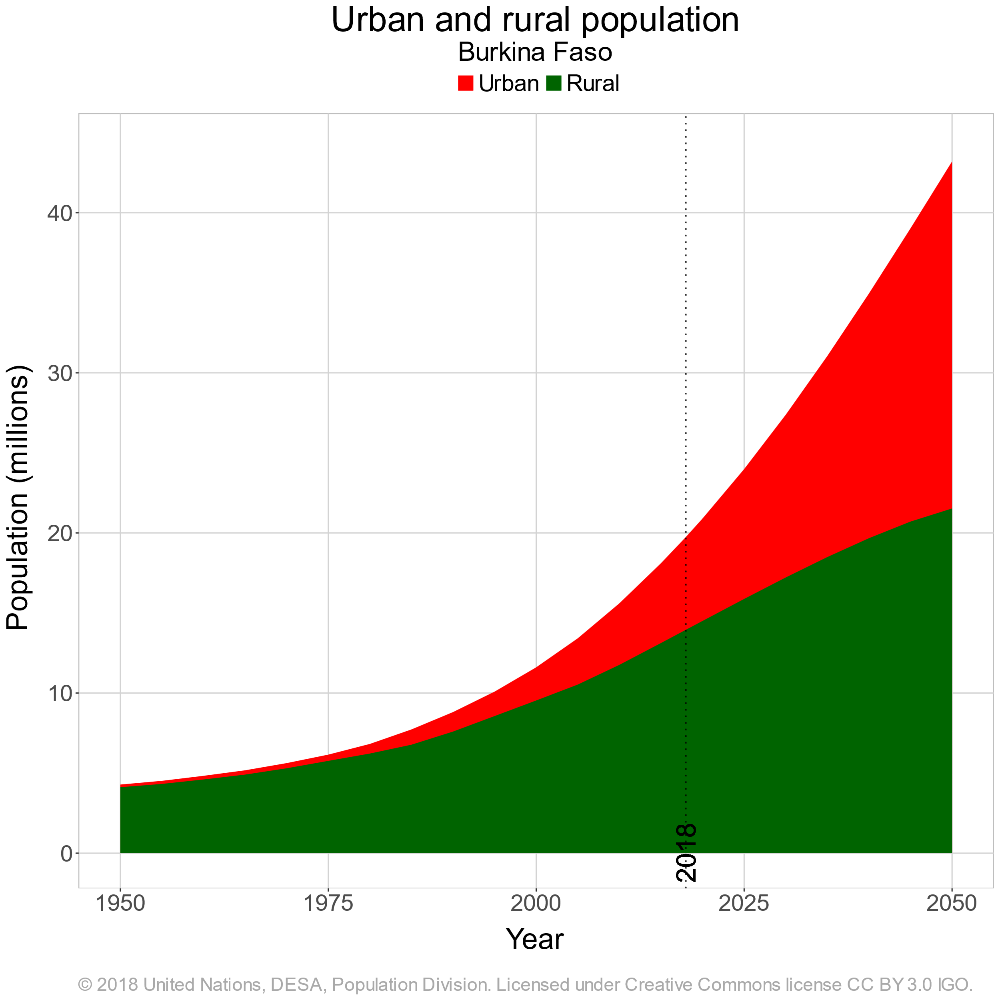 Urban and rural population
Burkina Faso
Urban Rural
Population (millions)
40
30
20
10
0
2018
1950 1975 2000 2025 2050
Year
© 2018 United Nations, DESA, Population Division. Licensed under Creative Commons license CC BY 3.0 IGO.